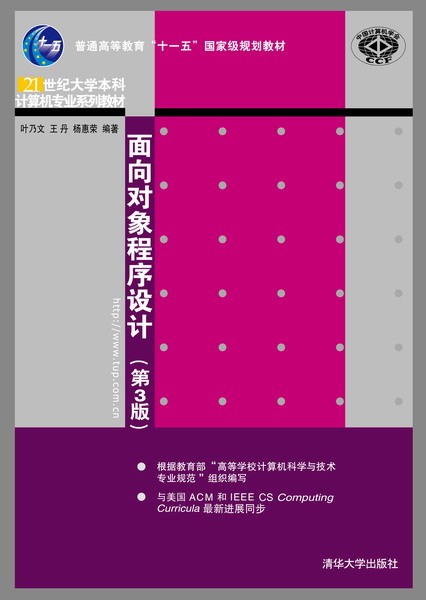 十一五
普通高等教育“十一五”国家级规划教材
中国计算机学会
CCF
21世纪大学本科
计算机专业系列教材
叶乃文 王丹 杨惠荣 编著
面向对象程序设计
(第3版)
http://www.tup.com.cn
根据教育部“高等学校计算机科学与技术
专业规范”组织编写
与美国 ACM 和 IEEE CS Computing
Curricula 最新进展同步
清华大学出版社